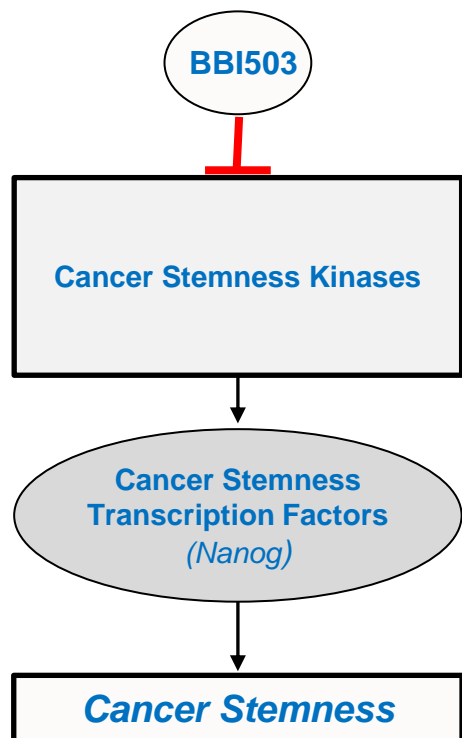 BBI503
Cancer Stemness Kinases
Cancer Stemness
Transcription Factors
(Nanog)
Cancer Stemness